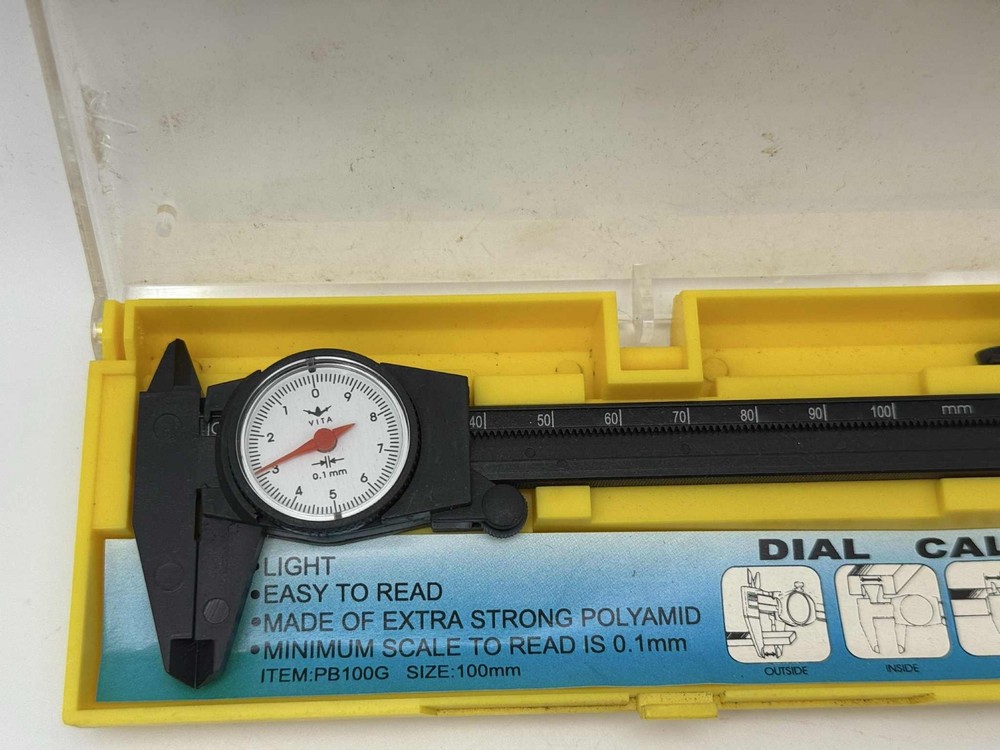 40 50 60 70 80 90 100 mm
0
9
8
7
6
5
4
3
2
1
VITA
0.1 mm
•LIGHT
•EASY TO READ
•MADE OF EXTRA STRONG POLYAMID
•MINIMUM SCALE TO READ IS 0.1mm
ITEM:PB100G SIZE:100mm
DIAL CAL
OUTSIDE
INSIDE